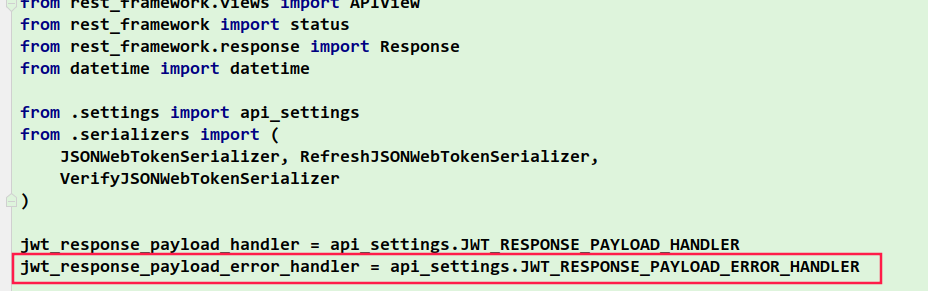 from rest_framework.views import APIView
from rest_framework import status
from rest_framework.response import Response
from datetime import datetime
from .settings import api_settings
from .serializers import (
JSONWebTokenSerializer, RefreshJSONWebTokenSerializer,
VerifyJSONWebTokenSerializer
)
jwt_response_payload_handler = api_settings.JWT_RESPONSE_PAYLOAD_HANDLER
jwt_response_payload_error_handler = api_settings.JWT_RESPONSE_PAYLOAD_ERROR_HANDLER